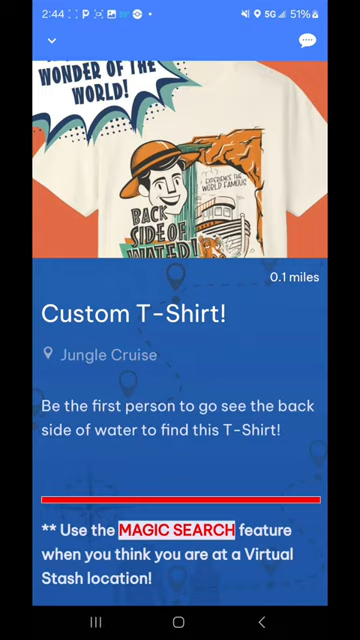 2:44
5G 51%
WONDER OF THE
WORLD!
EXPERIENCE THE
WORLD FAMOUS
BACK
SIDE OF
WATER!
0.1 miles
Custom T-Shirt!
Jungle Cruise
Be the first person to go see the back
side of water to find this T-Shirt!
** Use the MAGIC SEARCH feature
when you think you are at a Virtual
Stash location!